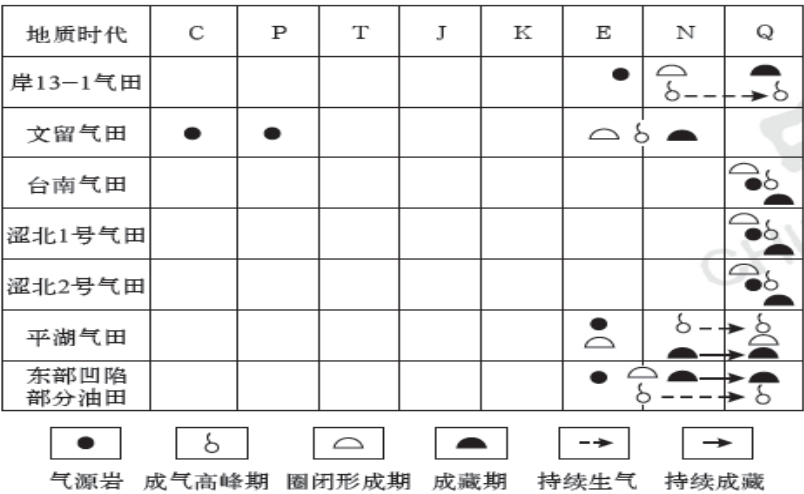 地质时代 C P T J K E N Q
岸13-1气田
文留气田
台南气田
涩北1号气田
涩北2号气田
平湖气田
东部凹陷
部分油田
气源岩 成气高峰期 圈闭形成期 成藏期 持续生气 持续成藏